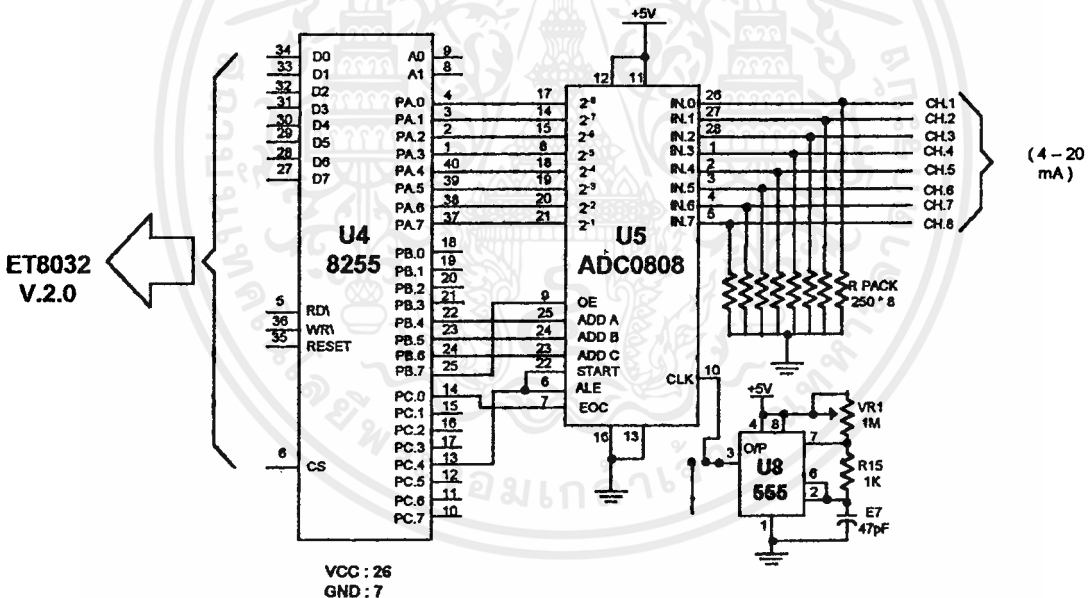 +5V
34 D0 A0 9
33 D1 A1 8
32 D2
31 D3
30 D4
29 D5
28 D6
27 D7
PA.0 4
PA.1 3
PA.2 2
PA.3 1
PA.4 40
PA.5 39
PA.6 38
PA.7 37
U4
8255
PB.0 18
PB.1 19
PB.2 20
PB.3 21
PB.4 22
PB.5 23
PB.6 24
PB.7 25
5 RD\
36 WR\
35 RESET
PC.0 14
PC.1 15
PC.2 16
PC.3 17
PC.4 13
PC.5 12
PC.6 11
PC.7 10
6 CS
VCC : 26
GND : 7
ET8032
V.2.0
12 11
17 2-8 IN.0 26 CH.1
14 2-7 IN.1 27 CH.2
15 2-6 IN.2 28 CH.3
8 2-5 IN.3 1 CH.4
18 2-4 IN.4 2 CH.5
19 2-3 IN.5 3 CH.6
20 2-2 IN.6 4 CH.7
21 2-1 IN.7 5 CH.8
( 4 – 20
mA )
U5
ADC0808
9 OE
25 ADD A
24 ADD B
23 ADD C
22 START
6 ALE
7 EOC
CLK 10
16 13
R PACK
250 * 8
+5V
4 8
VR1
1M
7
3 O/P
U8
555
6
2
R15
1K
E7
47pF
1